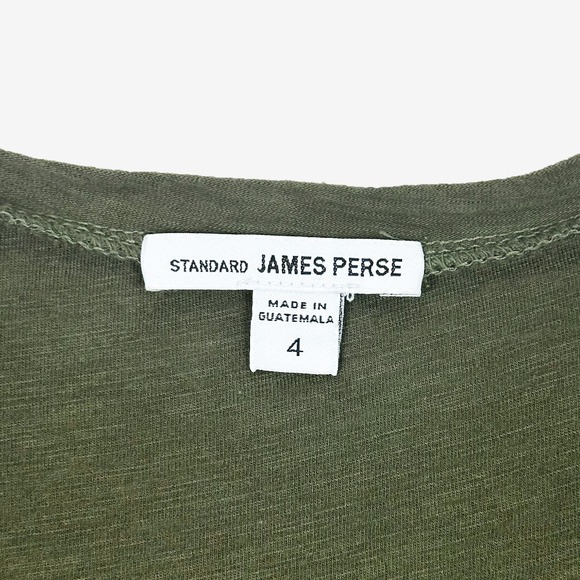 STANDARD JAMES PERSE
MADE IN
GUATEMALA
4